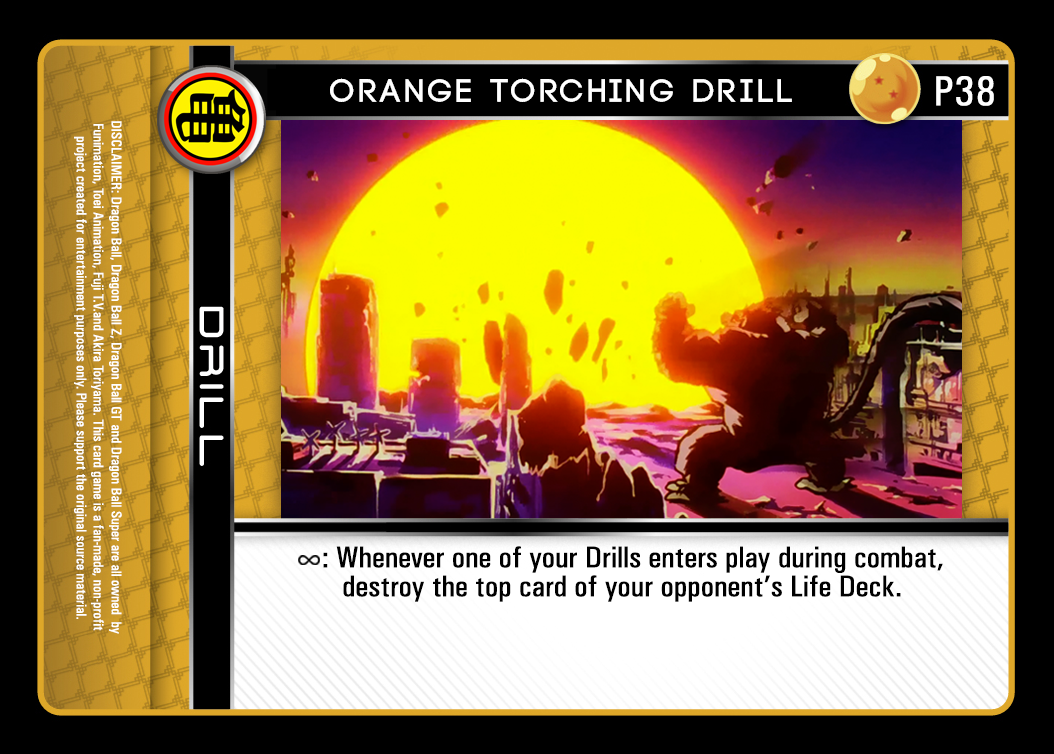 ORANGE TORCHING DRILL
P38
DRILL
∞: Whenever one of your Drills enters play during combat,
destroy the top card of your opponent’s Life Deck.
DISCLAIMER: Dragon Ball, Dragon Ball Z, Dragon Ball GT and Dragon Ball Super are all owned by
Funimation, Toei Animation, Fuji T.V.and Akira Toriyama. This card game is a fan-made, non-profit
project created for entertainment purposes only. Please support the original source material.